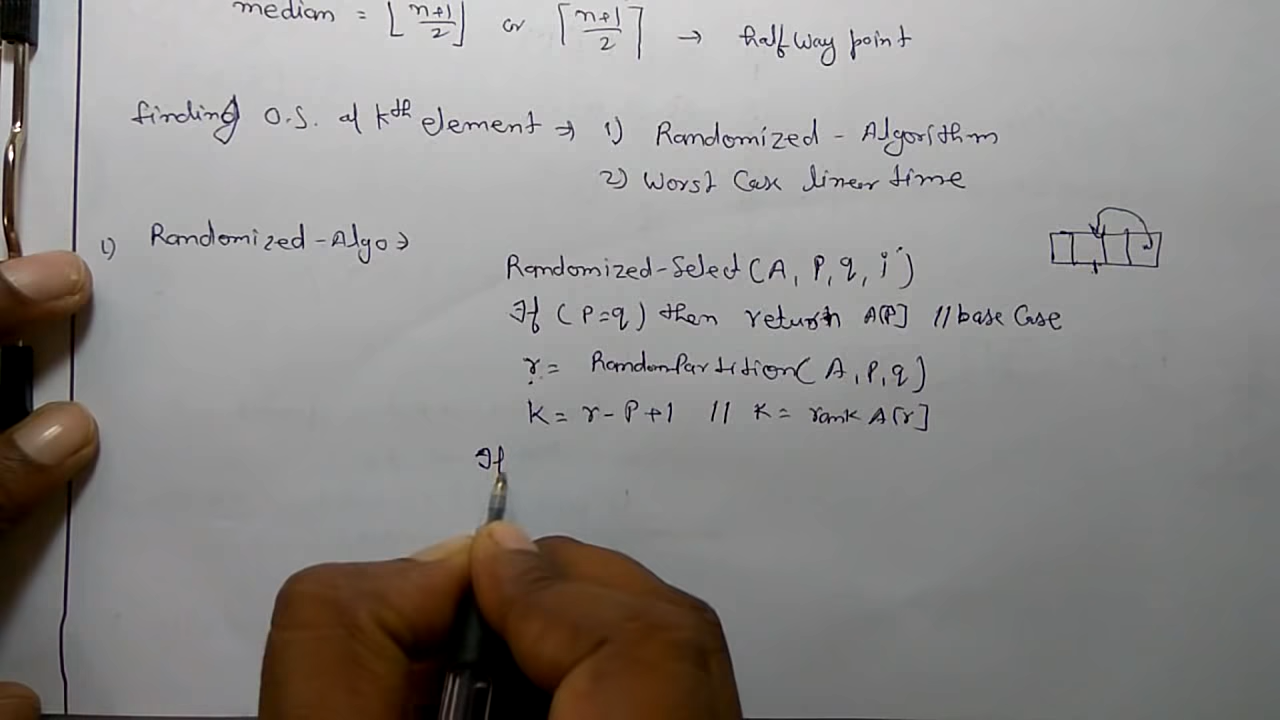 median = ⌊n+1/2⌋ or ⌈n+1/2⌉ → half way point
finding O.S. of kth element ⇒ 1) Randomized - Algorithm
2) Worst Case linear time
1) Randomized - Algo ⇒
Randomized-Select(A, P, q, i)
If (P=q) then return A[P] //base Case
r = RandomPartition(A, P, q)
k = r - P + 1 // k = rank A[r]
If